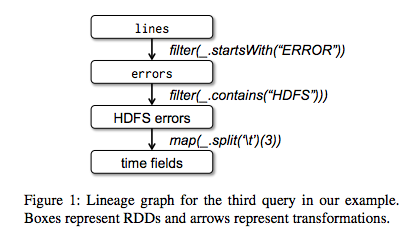 lines
filter(_.startsWith(“ERROR”))
errors
filter(_.contains(“HDFS”)))
HDFS errors
map(_.split(‘\t’)(3))
time fields
Figure 1: Lineage graph for the third query in our example.
Boxes represent RDDs and arrows represent transformations.